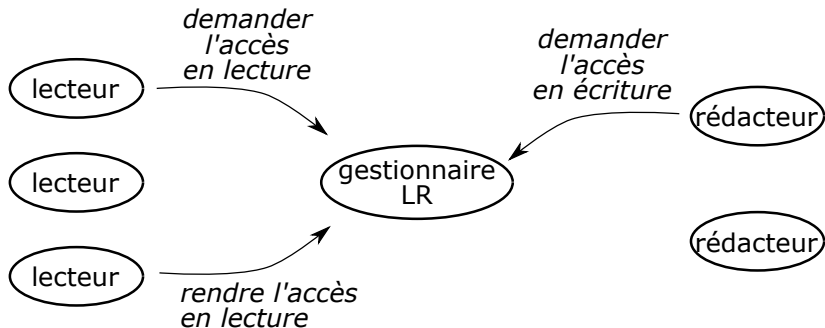 demander
l'accès
en lecture
demander
l'accès
en écriture
lecteur
rédacteur
lecteur
gestionnaire
LR
rédacteur
lecteur
rendre l'accès
en lecture